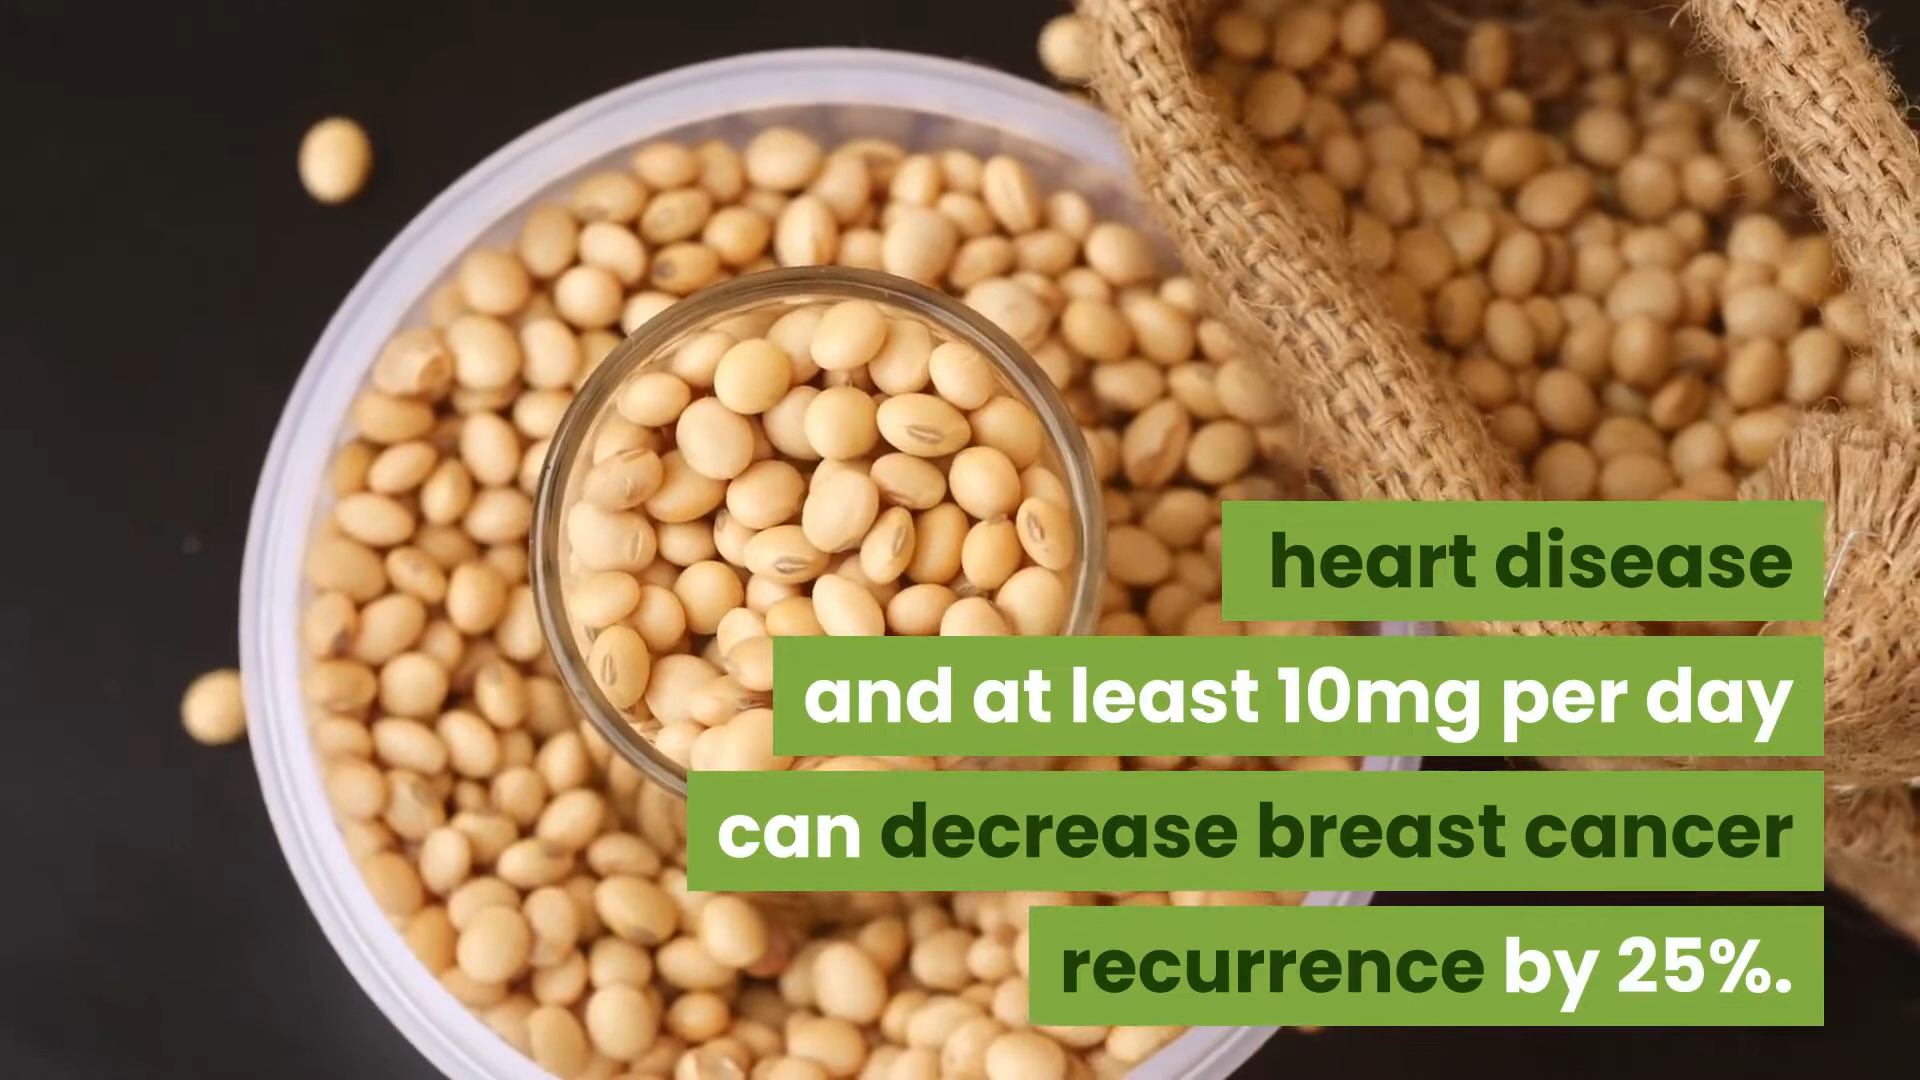 heart disease
and at least 10mg per day
can decrease breast cancer
recurrence by 25%.